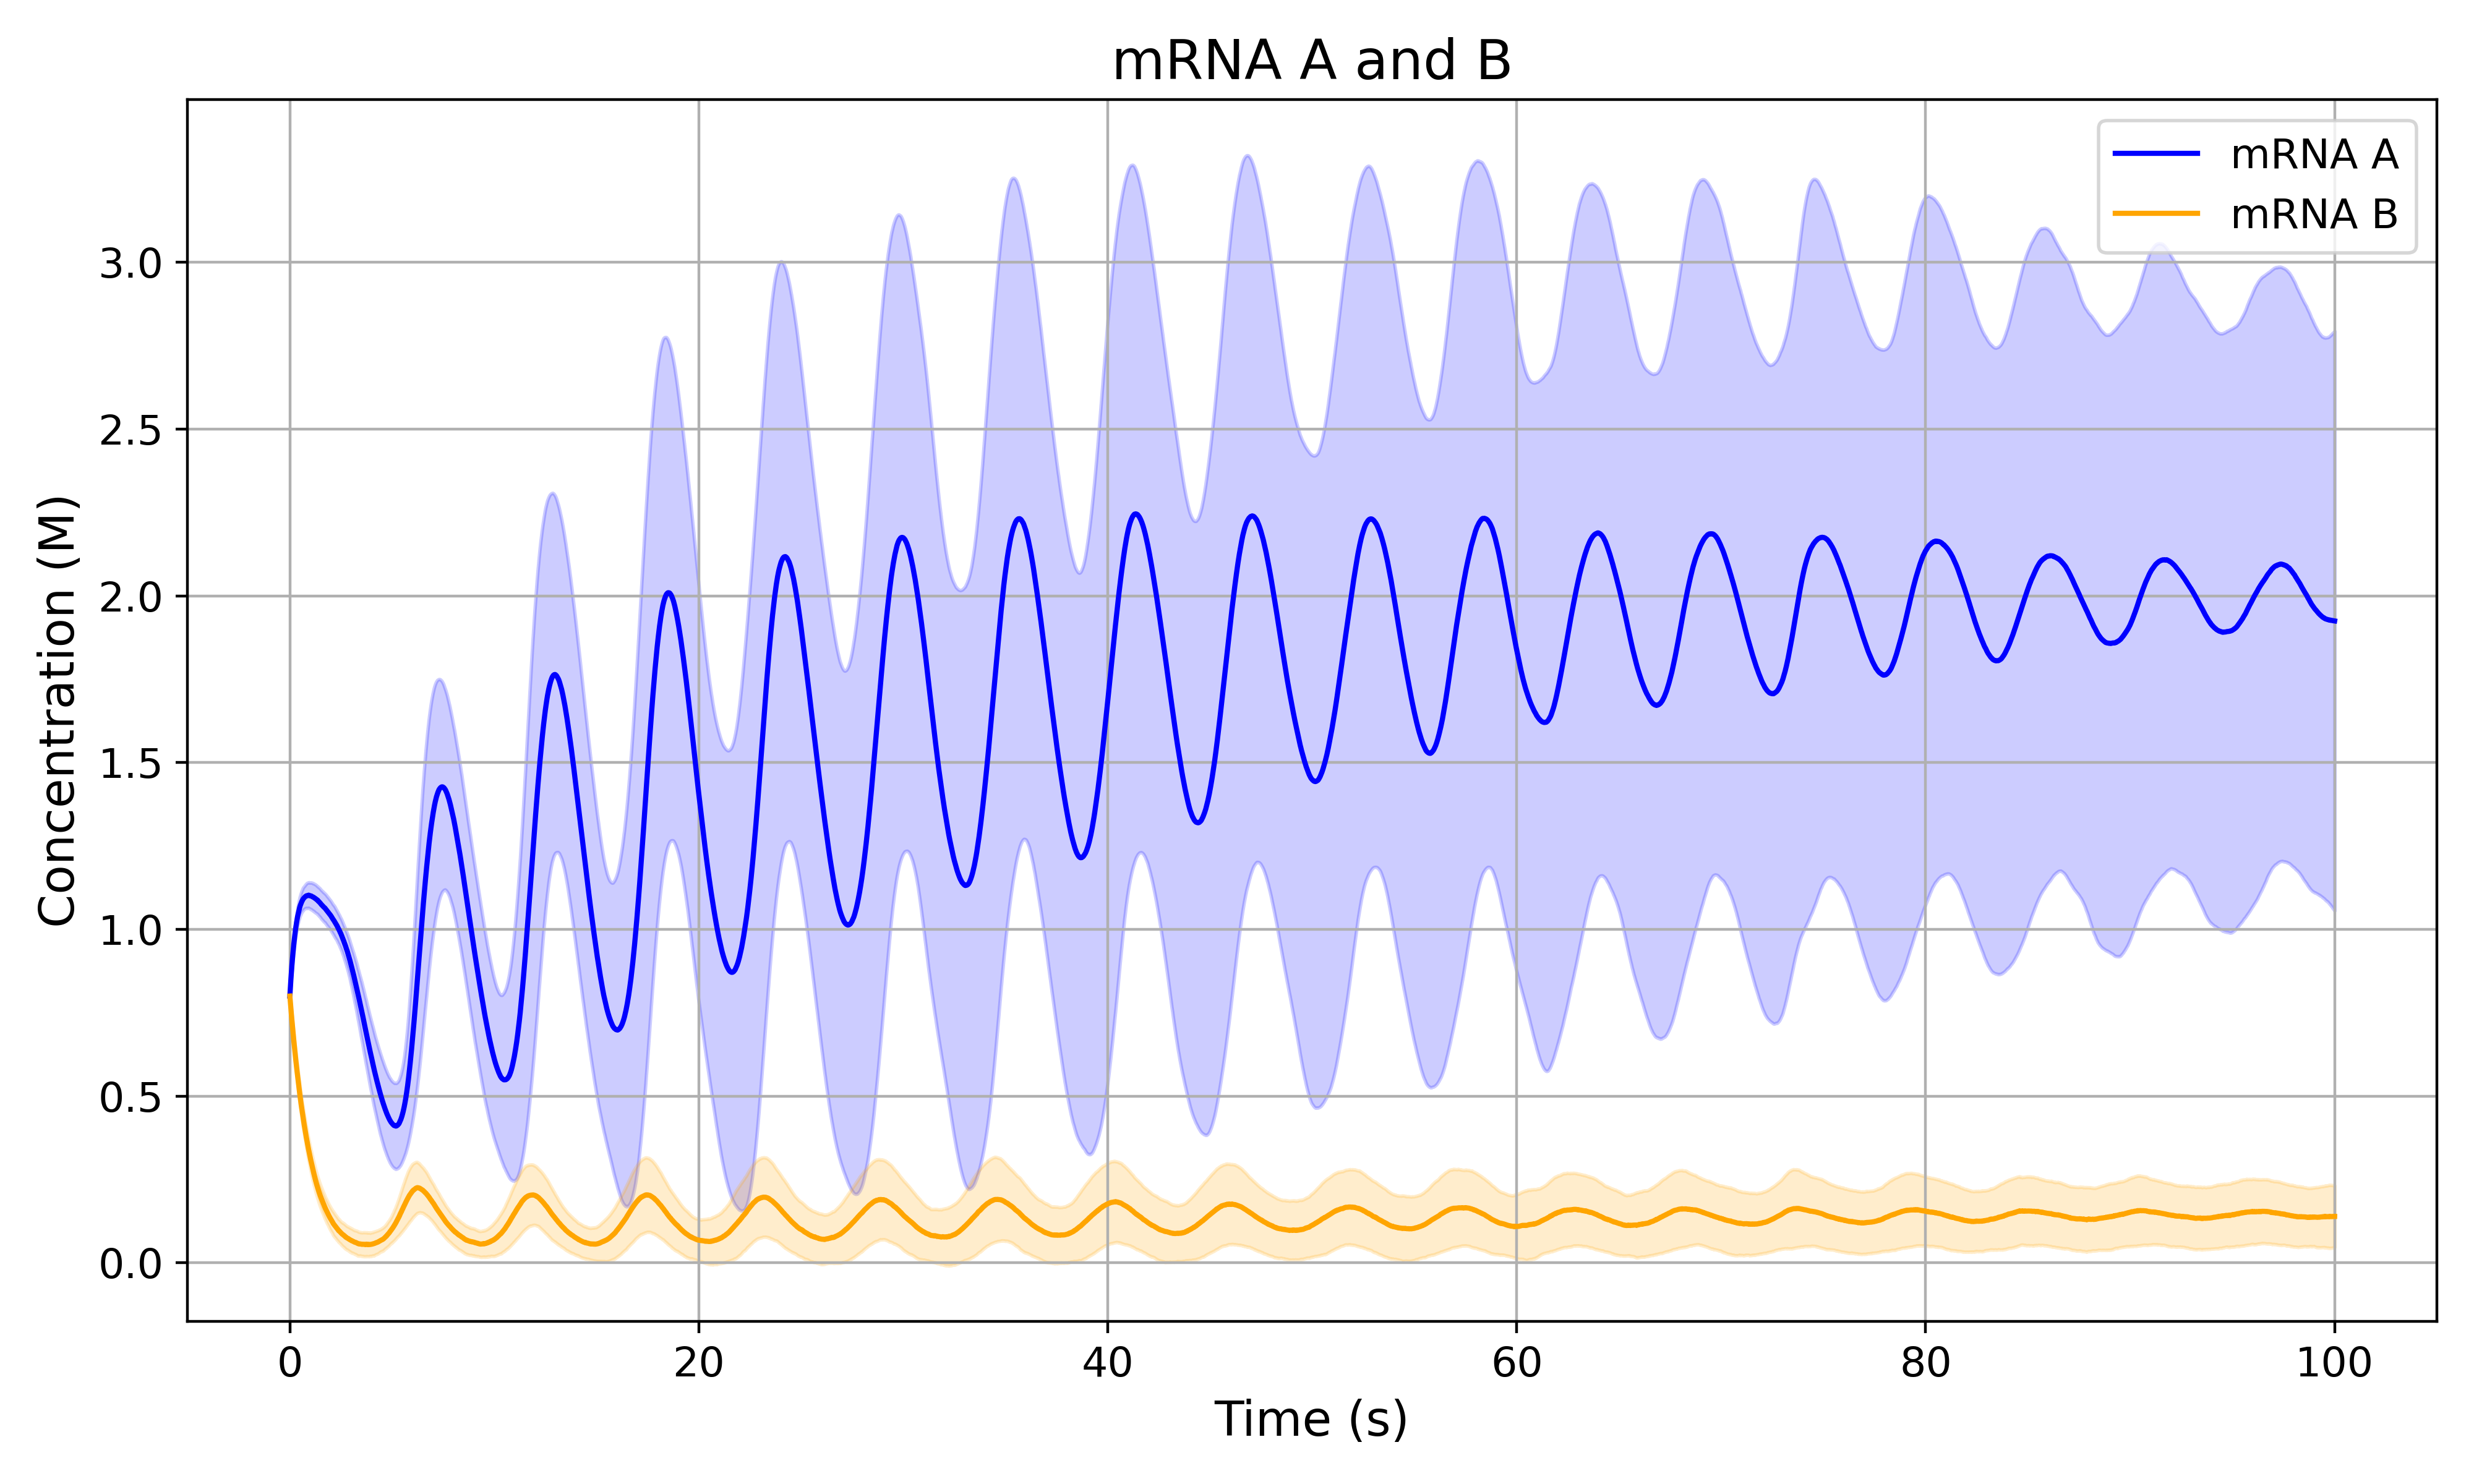 mRNA A and B
mRNA A
mRNA B
Concentration (M)
3.0
2.5
2.0
1.5
1.0
0.5
0.0
0 20 40 60 80 100
Time (s)